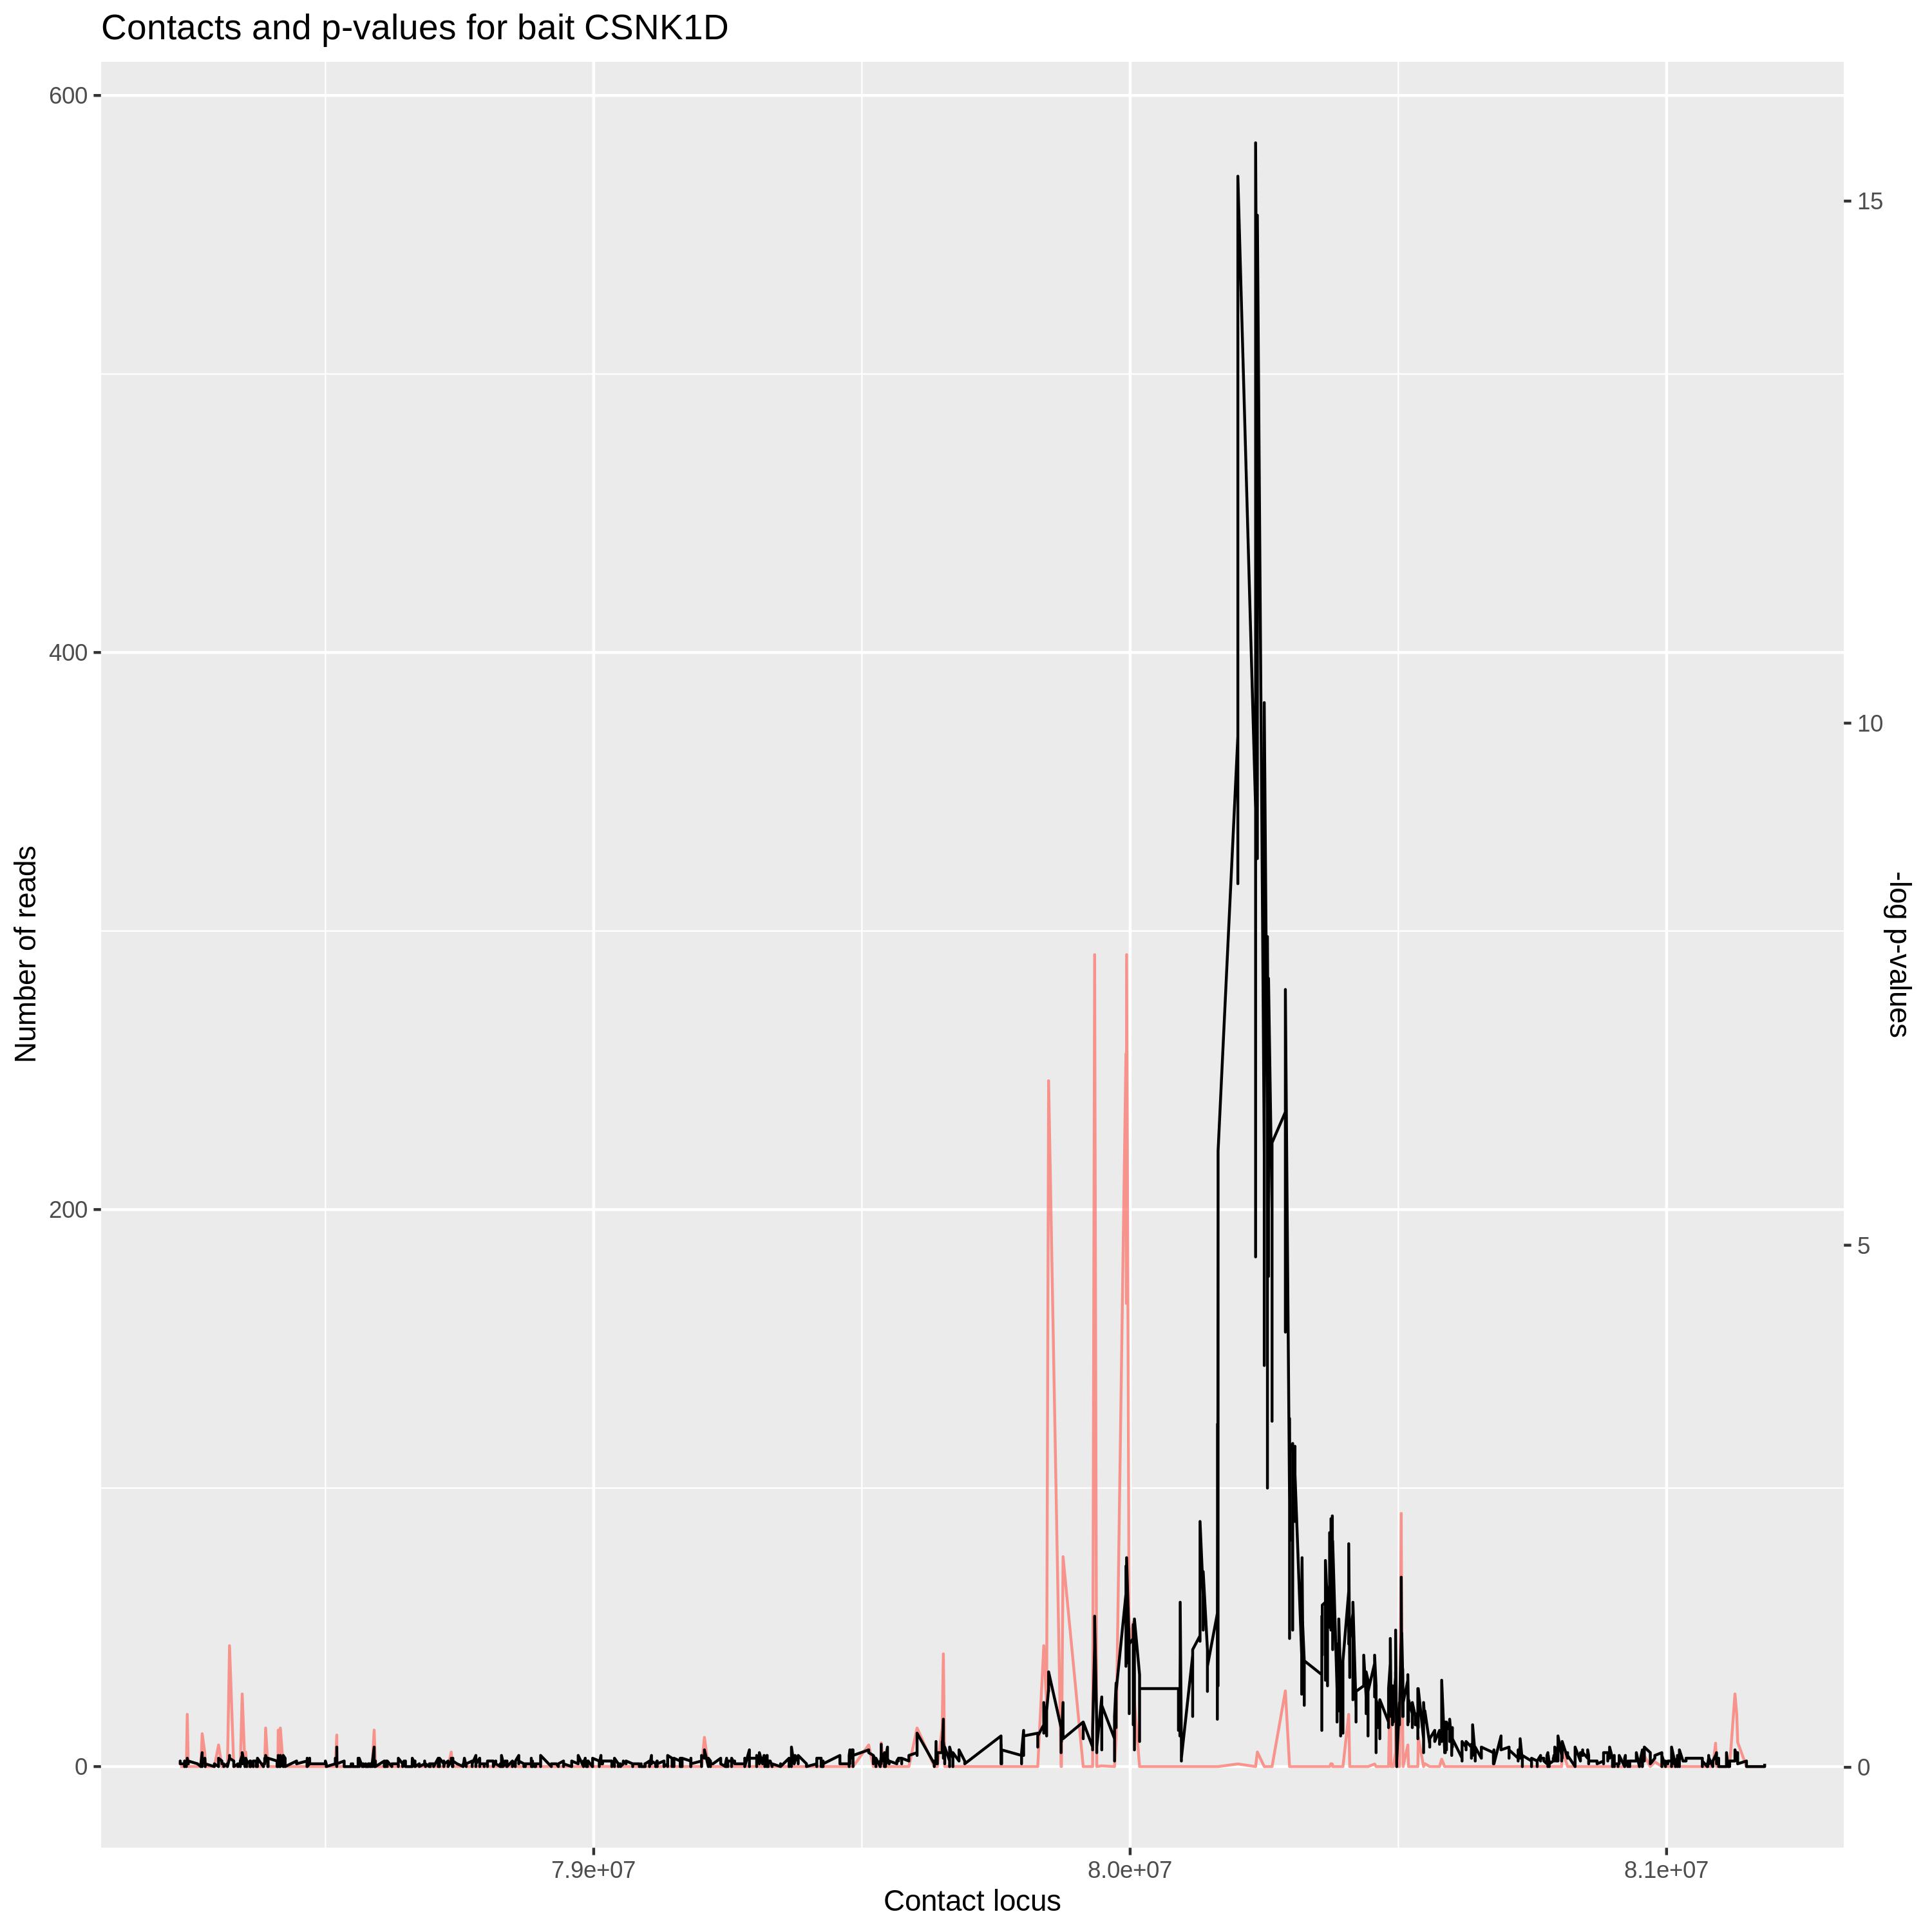 Contacts and p-values for bait CSNK1D
600
400
200
0
15
10
5
0
Number of reads
-log p-values
7.9e+07 8.0e+07 8.1e+07
Contact locus